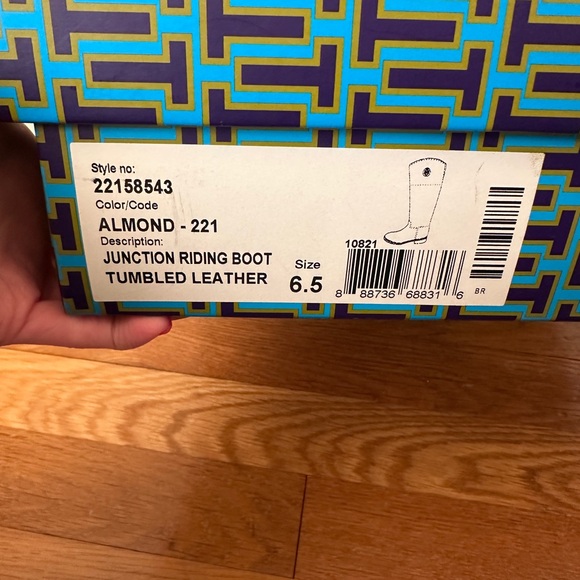 Style no:
22158543
Color/Code
ALMOND - 221
Description:
JUNCTION RIDING BOOT
TUMBLED LEATHER
Size
6.5
10821
8 88736 68831 6
BR